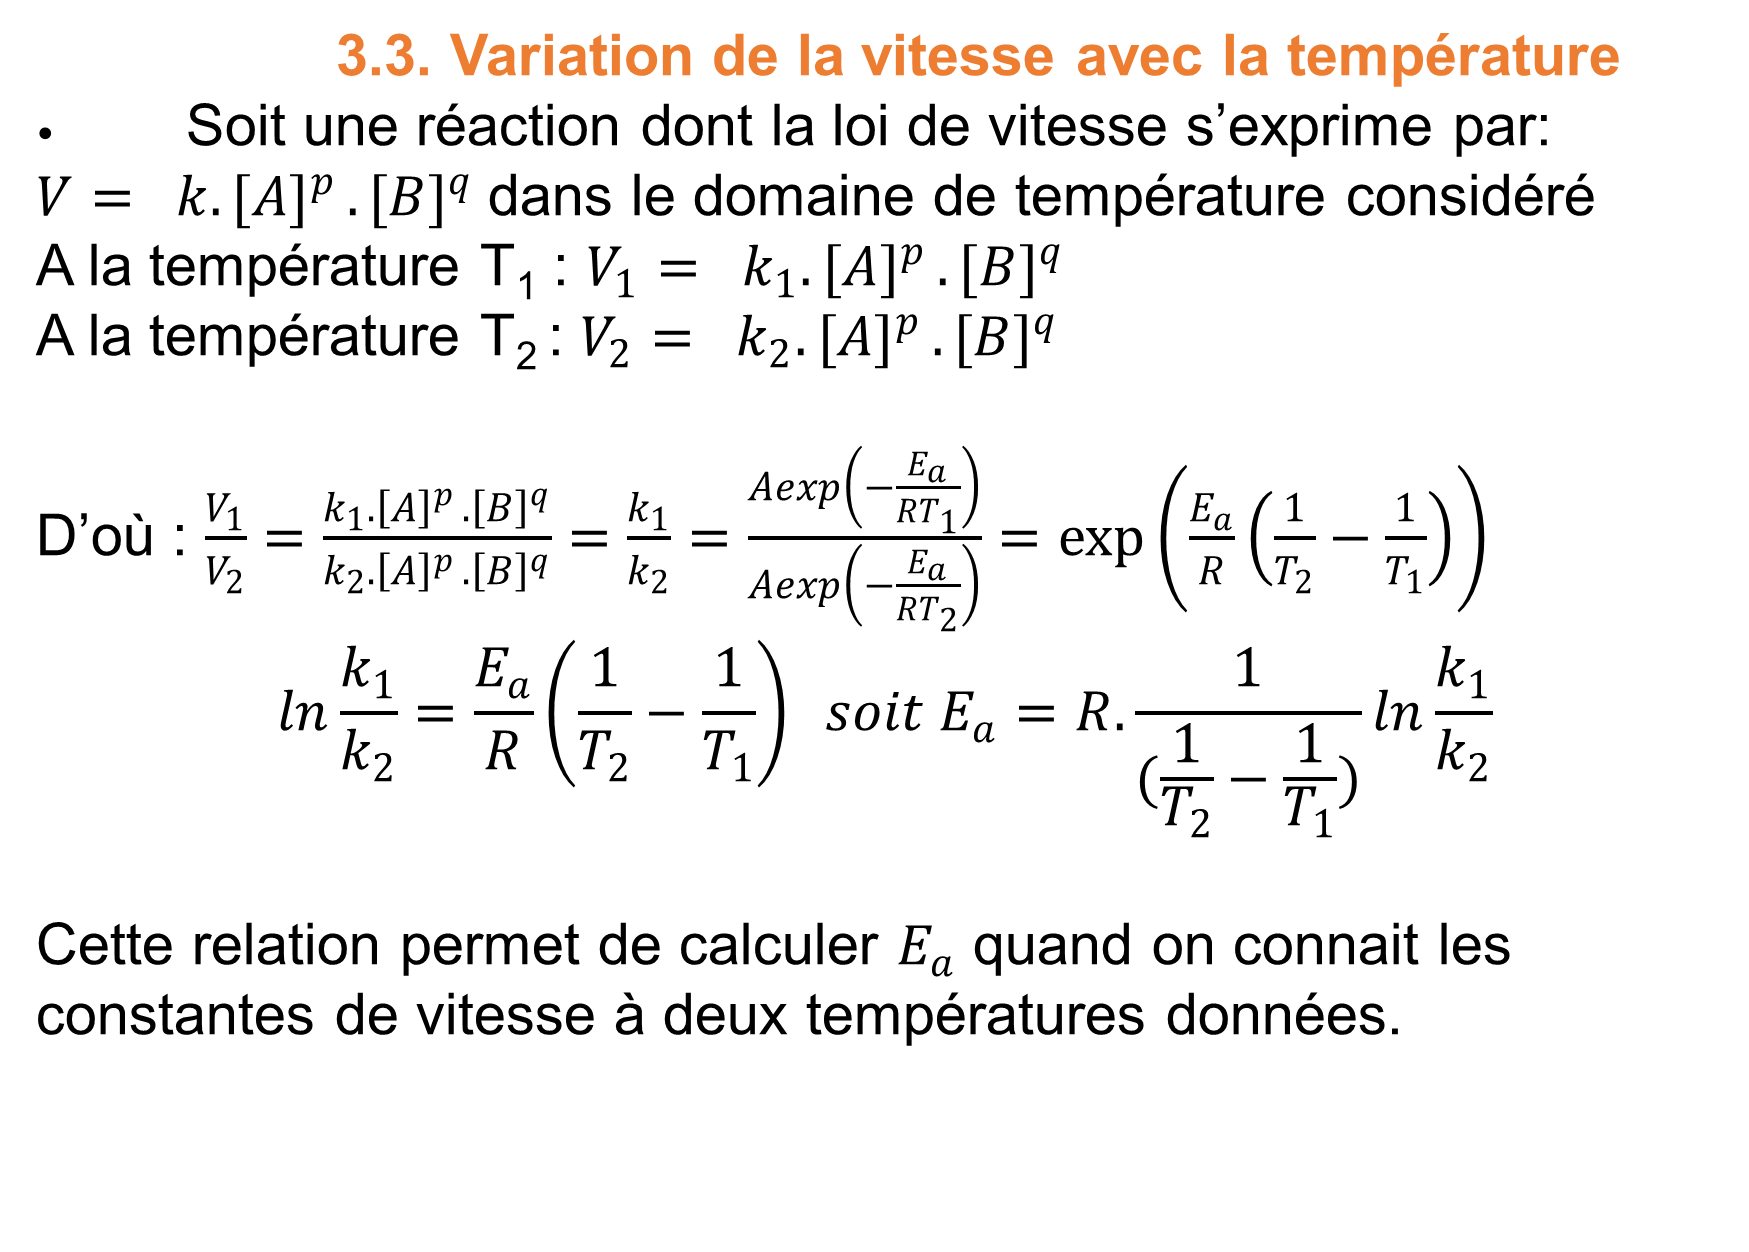 3.3. Variation de la vitesse avec la température
• Soit une réaction dont la loi de vitesse s’exprime par:
V = k. [A]^p . [B]^q dans le domaine de température considéré
A la température T₁ : V₁ = k₁. [A]^p . [B]^q
A la température T₂ : V₂ = k₂. [A]^p . [B]^q
D’où : V₁/V₂ = k₁.[A]^p .[B]^q / k₂.[A]^p .[B]^q = k₁/k₂ = Aexp(−Eₐ/RT₁) / Aexp(−Eₐ/RT₂) = exp(Eₐ/R (1/T₂ − 1/T₁))
ln k₁/k₂ = Eₐ/R (1/T₂ − 1/T₁) soit Eₐ = R. 1/(1/T₂ − 1/T₁) ln k₁/k₂
Cette relation permet de calculer Eₐ quand on connait les
constantes de vitesse à deux températures données.